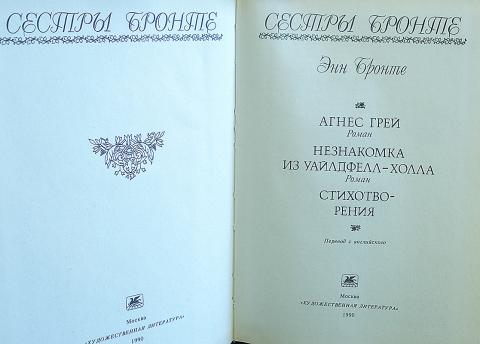 СЕСТРЫ БРОНТЕ
Москва
«ХУДОЖЕСТВЕННАЯ ЛИТЕРАТУРА»
1990
СЕСТРЫ БРОНТЕ
Энн Бронте
АГНЕС ГРЕЙ
Роман
НЕЗНАКОМКА
ИЗ УАЙЛДФЕЛЛ-ХОЛЛА
Роман
СТИХОТВО-
РЕНИЯ
Перевод с английского
Москва
«ХУДОЖЕСТВЕННАЯ ЛИТЕРАТУРА»
1990